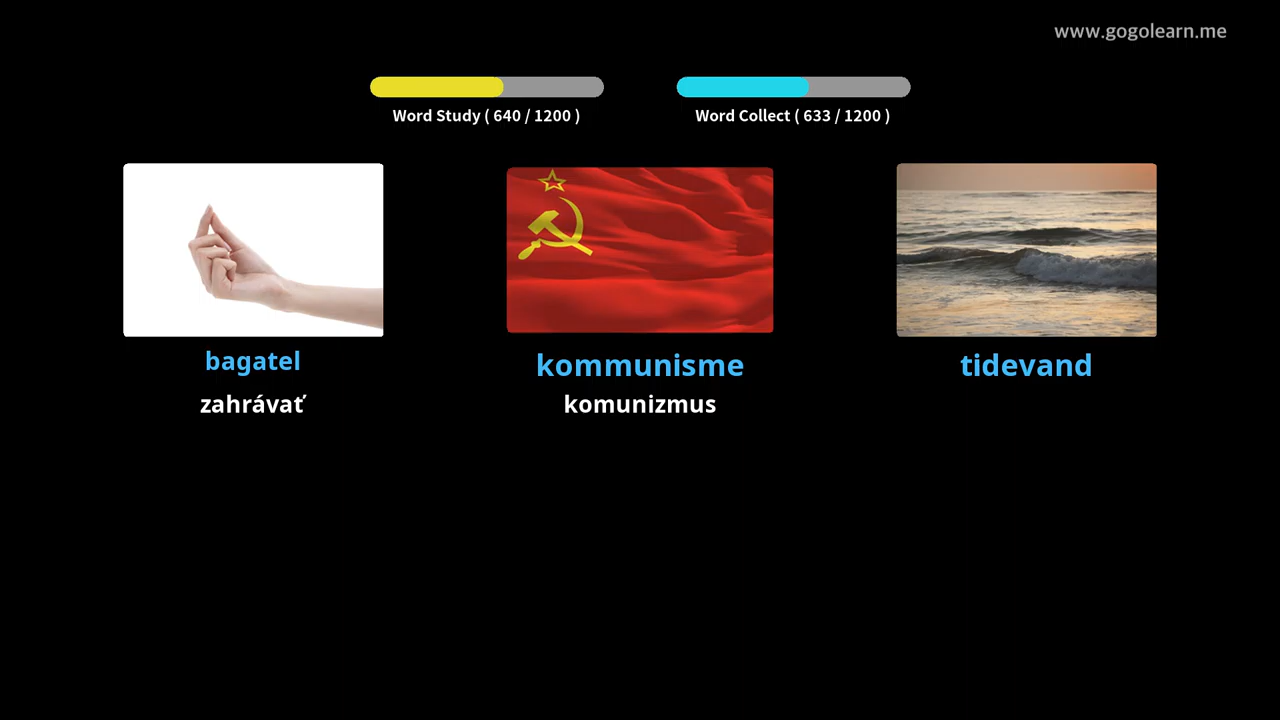 www.gogolearn.me
Word Study ( 640 / 1200 )
Word Collect ( 633 / 1200 )
bagatel
kommunisme
tidevand
zahrávať
komunizmus